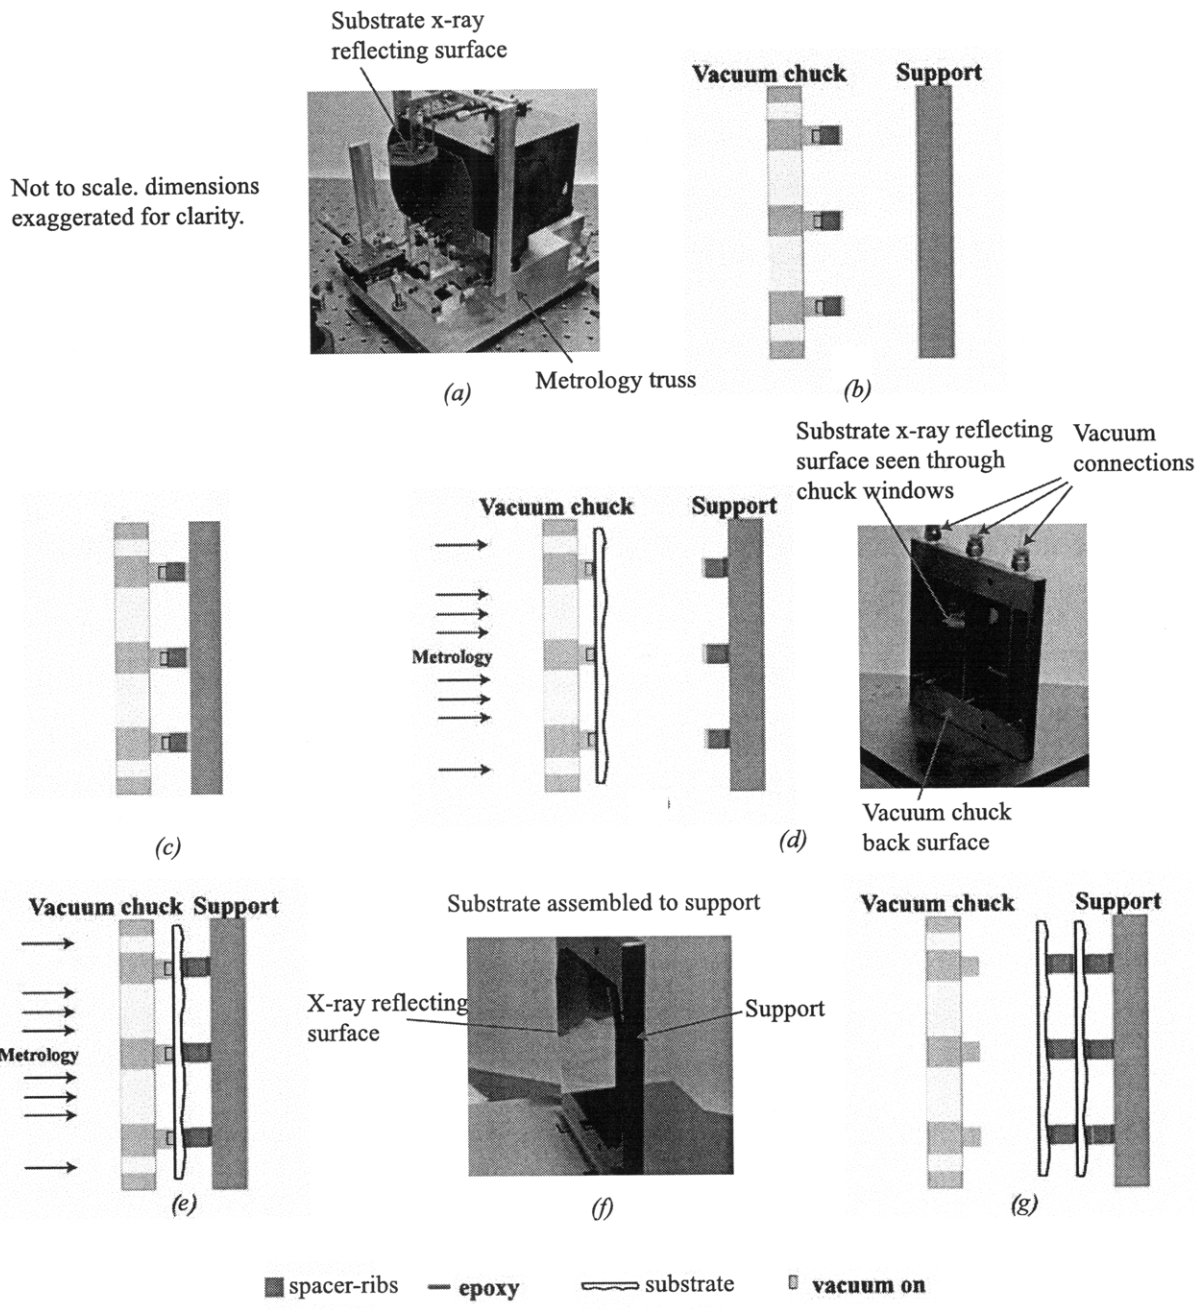 Substrate x-ray
reflecting surface
Not to scale. dimensions
exaggerated for clarity.
Metrology truss
(a)
Vacuum chuck Support
(b)
(c)
Vacuum chuck Support
Metrology
Substrate x-ray reflecting
surface seen through
chuck windows
Vacuum
connections
Vacuum chuck
back surface
(d)
Vacuum chuck Support
Metrology
(e)
Substrate assembled to support
X-ray reflecting
surface
Support
(f)
Vacuum chuck Support
(g)
spacer-ribs epoxy substrate vacuum on